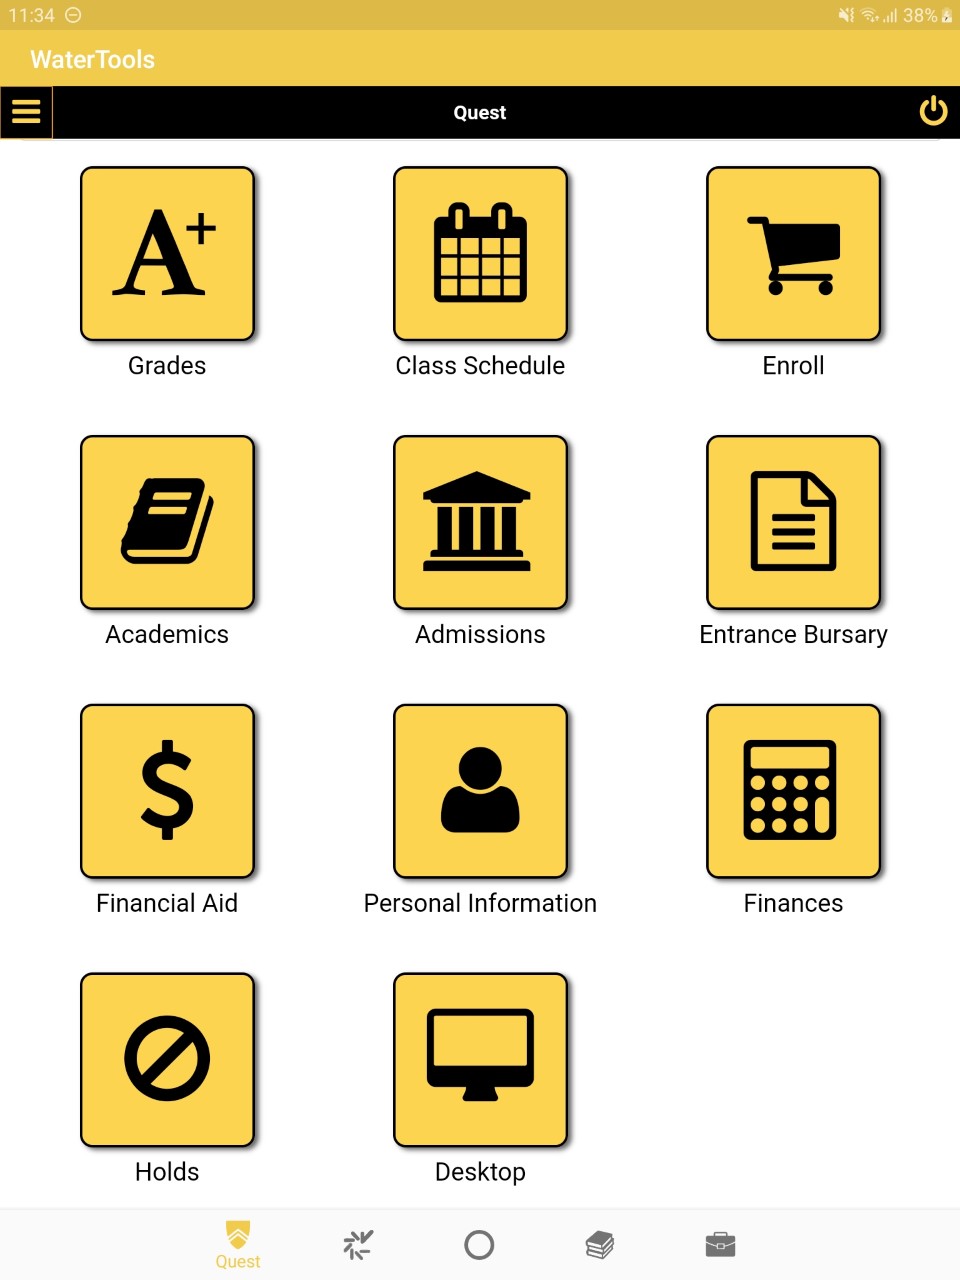 11:34 38%
WaterTools
Quest
A+
Grades Class Schedule Enroll
Academics Admissions Entrance Bursary
$
Financial Aid Personal Information Finances
Holds Desktop
Quest